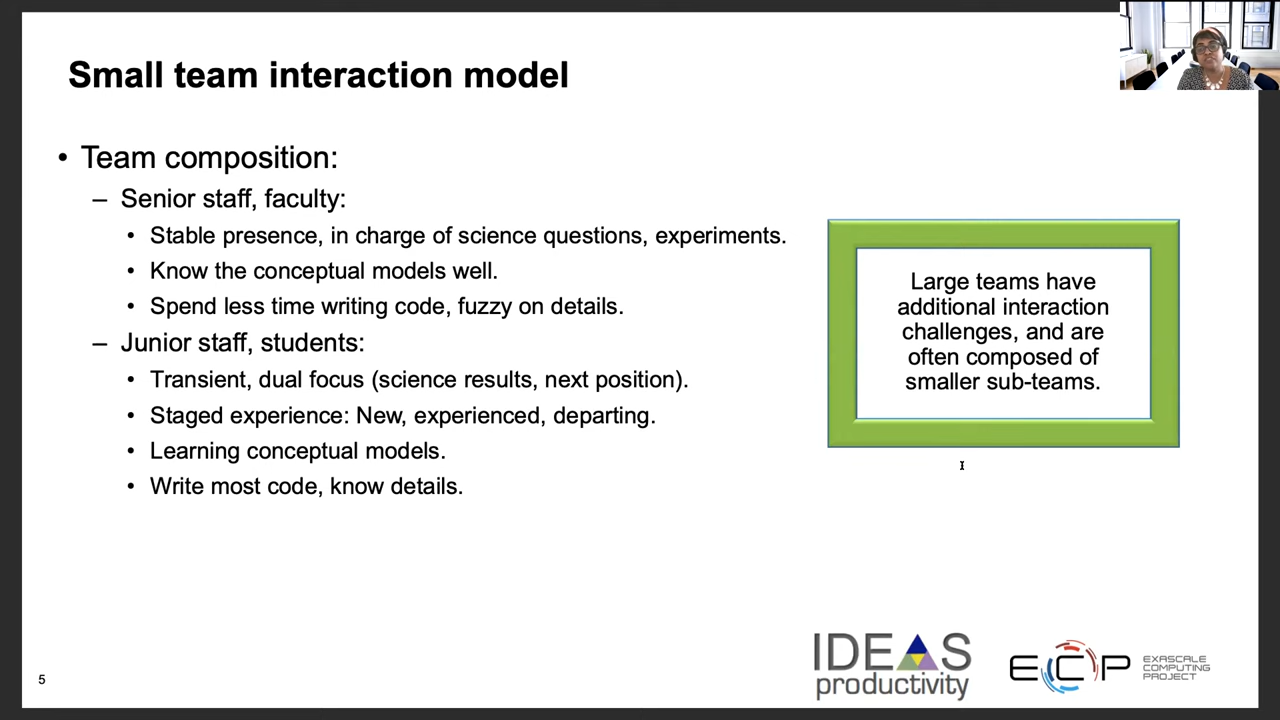 Small team interaction model
• Team composition:
– Senior staff, faculty:
• Stable presence, in charge of science questions, experiments.
• Know the conceptual models well.
• Spend less time writing code, fuzzy on details.
– Junior staff, students:
• Transient, dual focus (science results, next position).
• Staged experience: New, experienced, departing.
• Learning conceptual models.
• Write most code, know details.
Large teams have
additional interaction
challenges, and are
often composed of
smaller sub-teams.
5
IDEAS
productivity
ECP
EXASCALE
COMPUTING
PROJECT